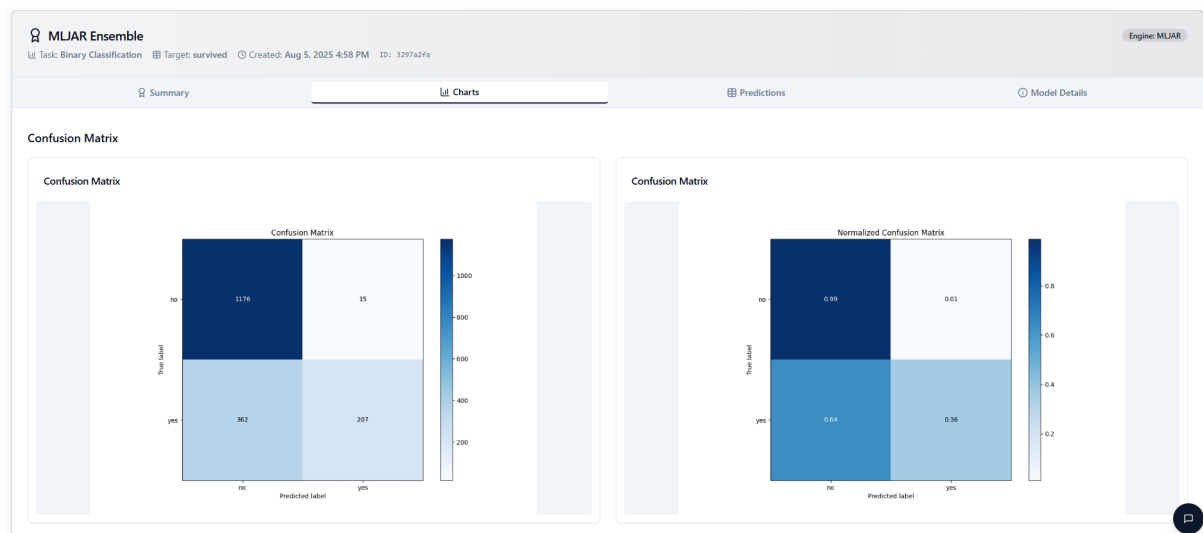 MLJAR Ensemble
Engine: MLJAR
Task: Binary Classification Target: survived Created: Aug 5, 2025 4:58 PM ID: 3297a2fa
Summary
Charts
Predictions
Model Details
Confusion Matrix
Confusion Matrix
Confusion Matrix
no
yes
True label
1176
15
362
207
no
yes
Predicted label
1000
800
600
400
200
Confusion Matrix
Normalized Confusion Matrix
no
yes
True label
0.99
0.01
0.64
0.36
no
yes
Predicted label
0.8
0.6
0.4
0.2